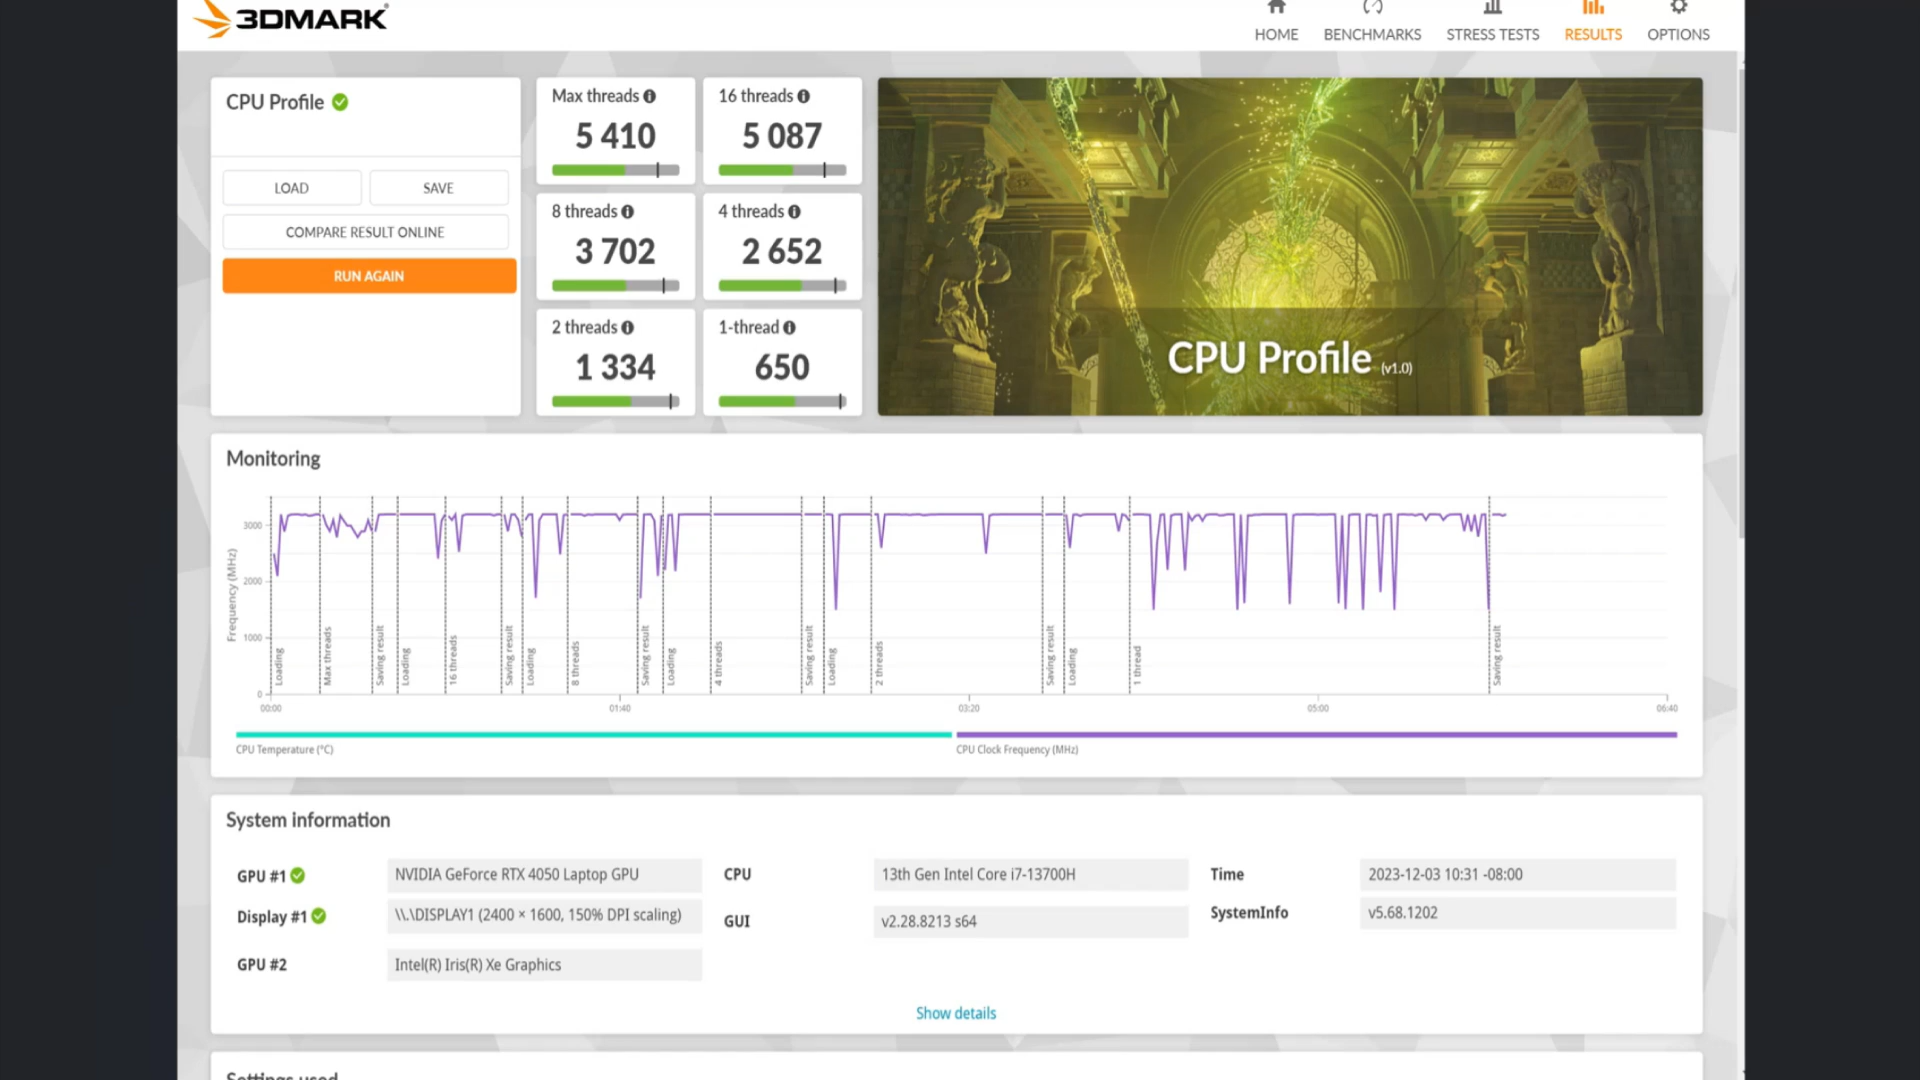 3DMARK
HOME
BENCHMARKS
STRESS TESTS
RESULTS
OPTIONS
CPU Profile
LOAD
SAVE
COMPARE RESULT ONLINE
RUN AGAIN
Max threads
5 410
16 threads
5 087
8 threads
3 702
4 threads
2 652
2 threads
1 334
1-thread
650
CPU Profile (v1.0)
Monitoring
Frequency (MHz)
3000
2000
1000
0
Loading
Max threads
Saving result
Loading
16 threads
Saving result
Loading
8 threads
Saving result
Loading
4 threads
Saving result
Loading
2 threads
Saving result
Loading
1 thread
Saving result
00:00
01:40
03:20
05:00
06:40
CPU Temperature (°C)
CPU Clock Frequency (MHz)
System information
GPU #1
NVIDIA GeForce RTX 4050 Laptop GPU
CPU
13th Gen Intel Core i7-13700H
Time
2023-12-03 10:31 -08:00
Display #1
\\.\DISPLAY1 (2400 × 1600, 150% DPI scaling)
GUI
v2.28.8213 s64
SystemInfo
v5.68.1202
GPU #2
Intel(R) Iris(R) Xe Graphics
Show details
Settings used